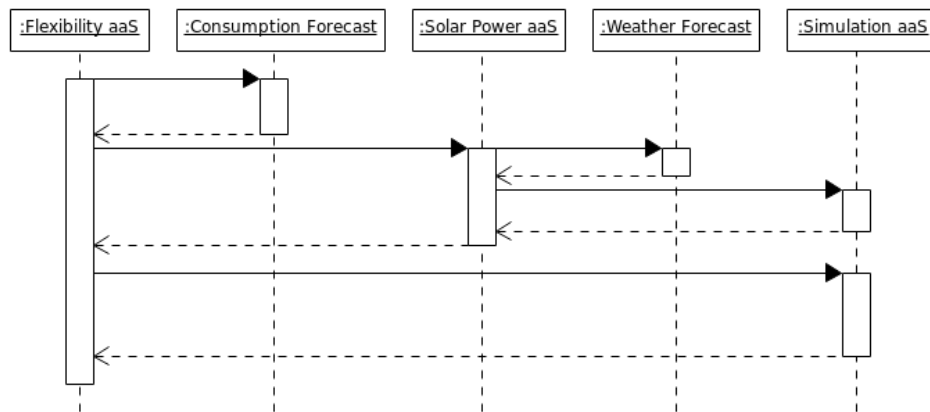 :Flexibility aaS
:Consumption Forecast
:Solar Power aaS
:Weather Forecast
:Simulation aaS